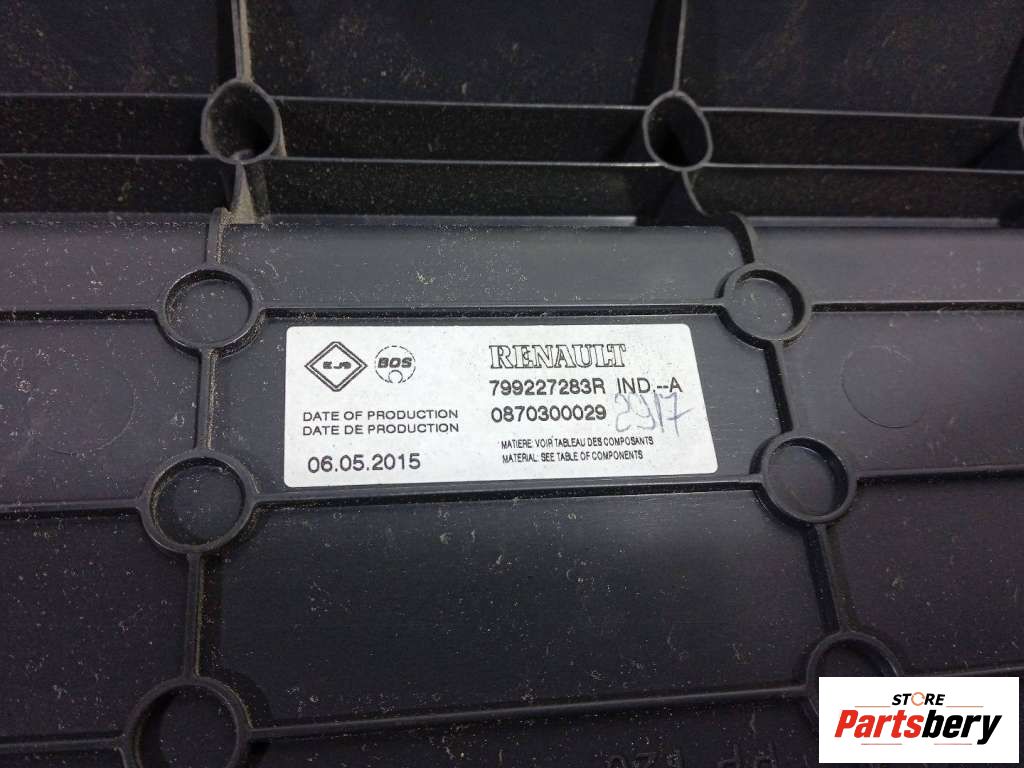 BOS
RENAULT
799227283R IND.--A
0870300029 2917
DATE OF PRODUCTION
DATE DE PRODUCTION
06.05.2015
MATIERE: VOIR TABLEAU DES COMPOSANTS
MATERIAL: SEE TABLE OF COMPONENTS
STORE
Partsbery